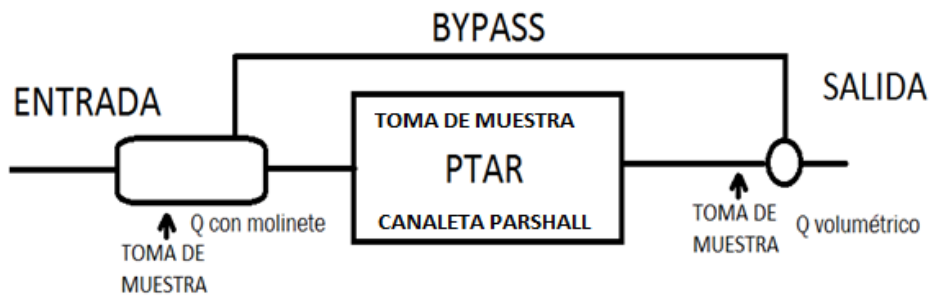 BYPASS
ENTRADA
SALIDA
TOMA DE MUESTRA
PTAR
CANALETA PARSHALL
Q con molinete
TOMA DE
MUESTRA
TOMA DE
MUESTRA
Q volumétrico